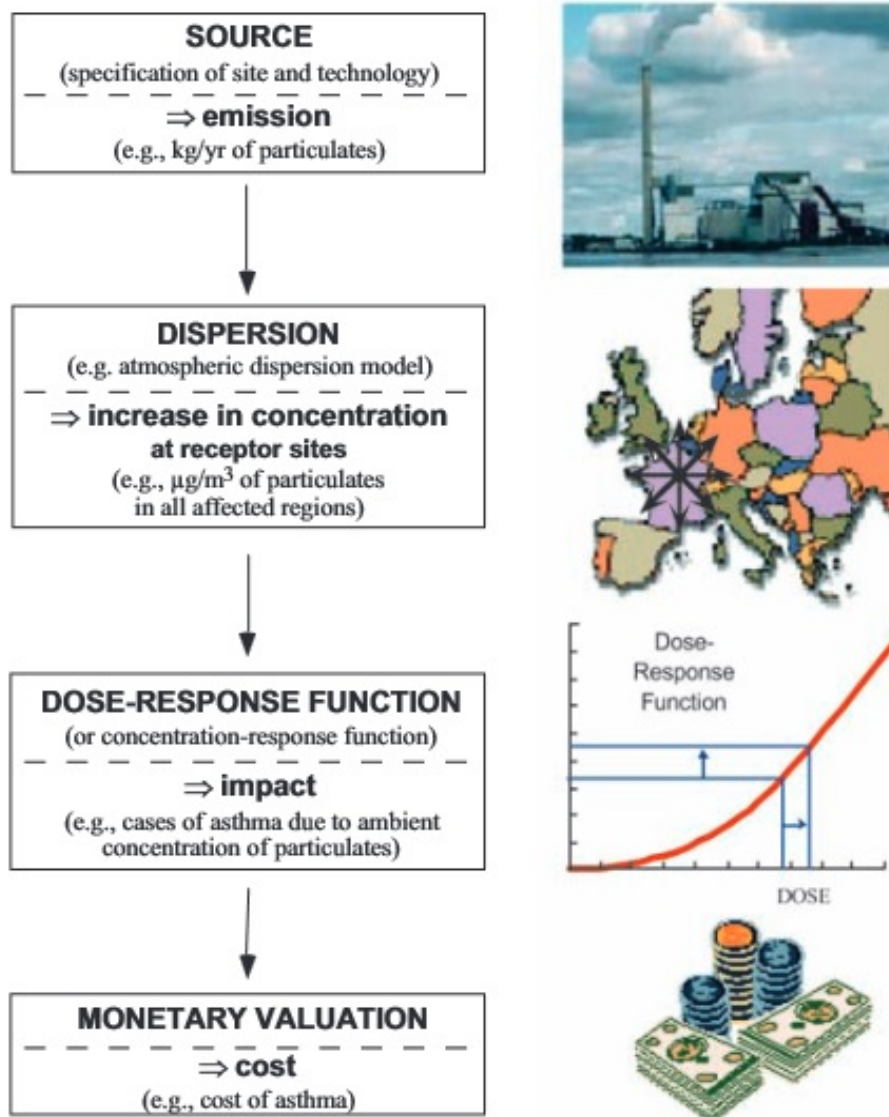 SOURCE
(specification of site and technology)
⇒ emission
(e.g., kg/yr of particulates)
DISPERSION
(e.g. atmospheric dispersion model)
⇒ increase in concentration
at receptor sites
(e.g., µg/m³ of particulates
in all affected regions)
DOSE-RESPONSE FUNCTION
(or concentration-response function)
⇒ impact
(e.g., cases of asthma due to ambient
concentration of particulates)
MONETARY VALUATION
⇒ cost
(e.g., cost of asthma)
Dose-
Response
Function
DOSE